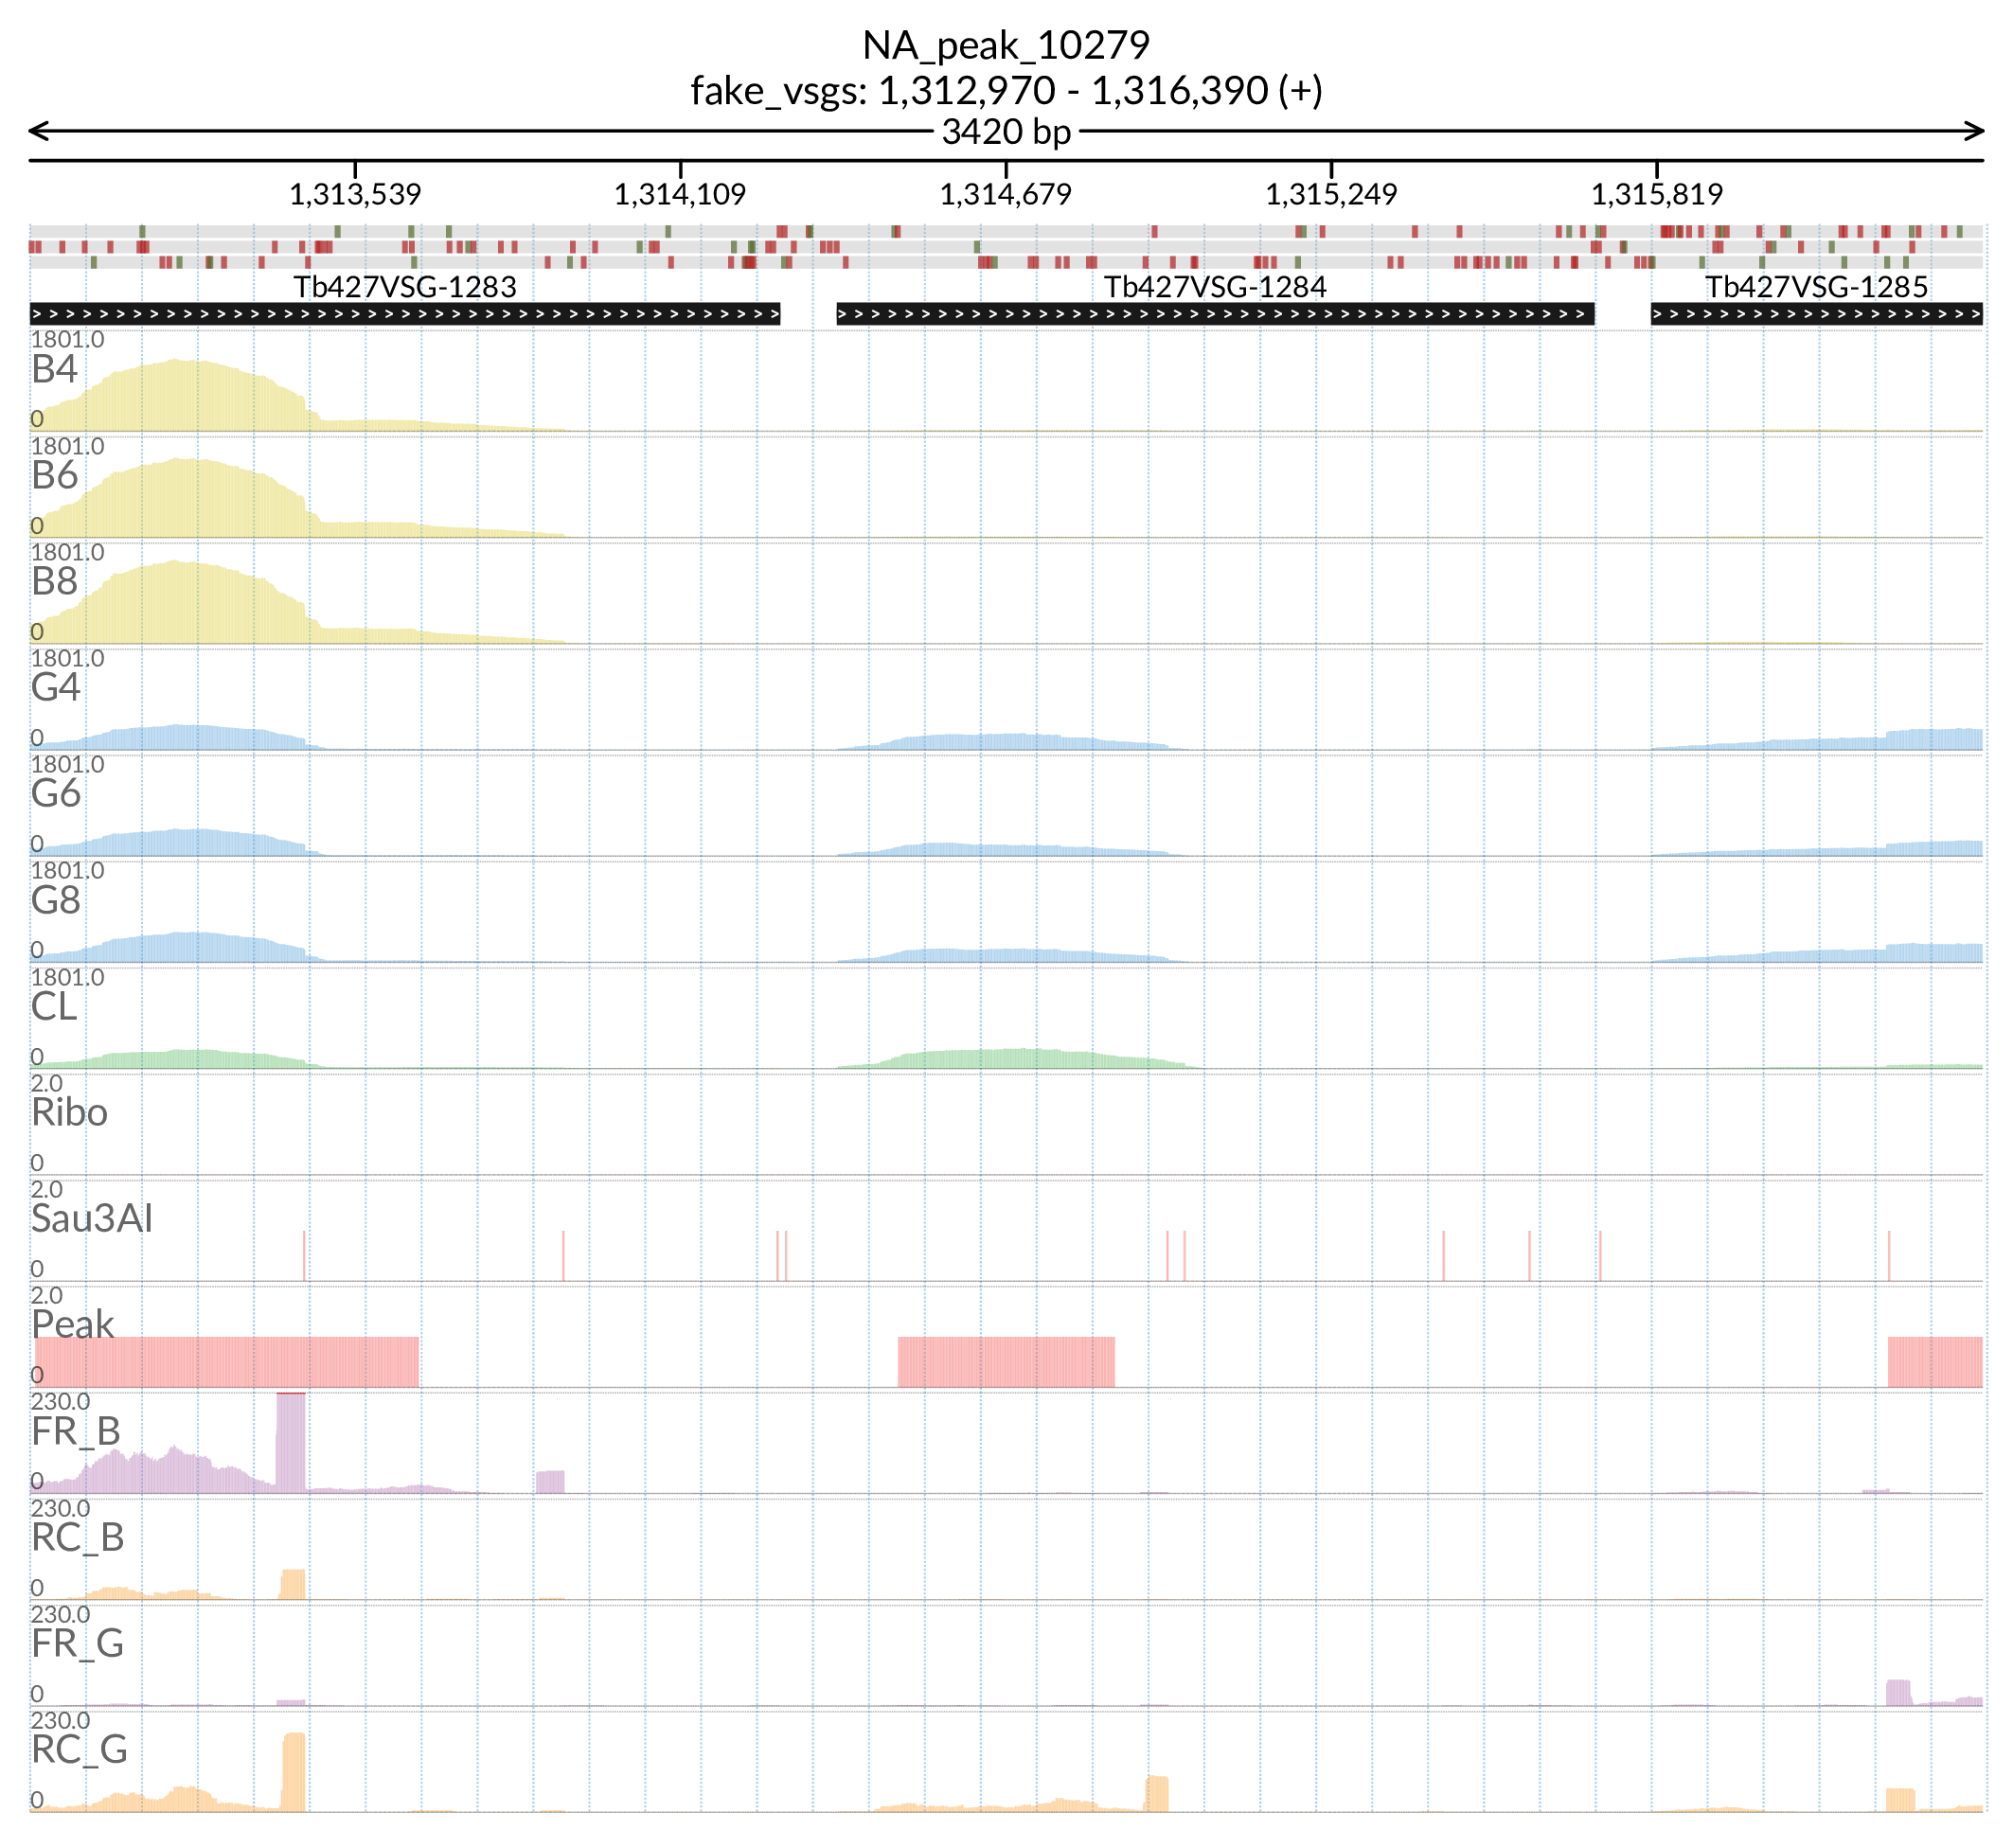 NA_peak_10279
fake_vsgs: 1,312,970 - 1,316,390 (+)
3420 bp
1,313,539 1,314,109 1,314,679 1,315,249 1,315,819
Tb427VSG-1283 Tb427VSG-1284 Tb427VSG-1285
1801.0
B4
0
1801.0
B6
0
1801.0
B8
0
1801.0
G4
0
1801.0
G6
0
1801.0
G8
0
1801.0
CL
0
2.0
Ribo
0
2.0
Sau3AI
0
2.0
Peak
0
230.0
FR_B
0
230.0
RC_B
0
230.0
FR_G
0
230.0
RC_G
0